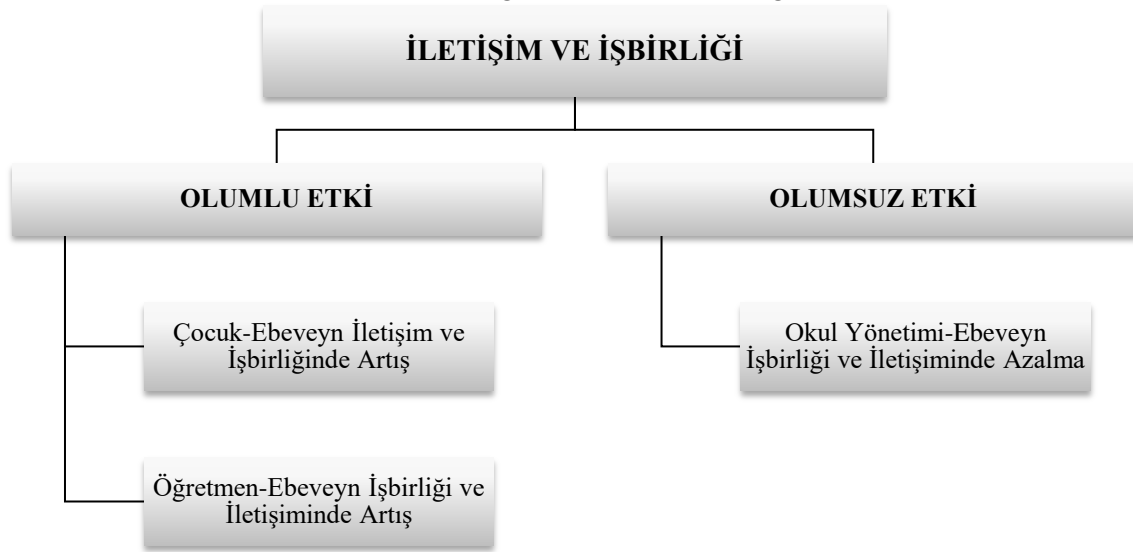 İLETİŞİM VE İŞBİRLİĞİ
OLUMLU ETKİ
OLUMSUZ ETKİ
Çocuk-Ebeveyn İletişim ve
İşbirliğinde Artış
Öğretmen-Ebeveyn İşbirliği ve
İletişiminde Artış
Okul Yönetimi-Ebeveyn
İşbirliği ve İletişiminde Azalma